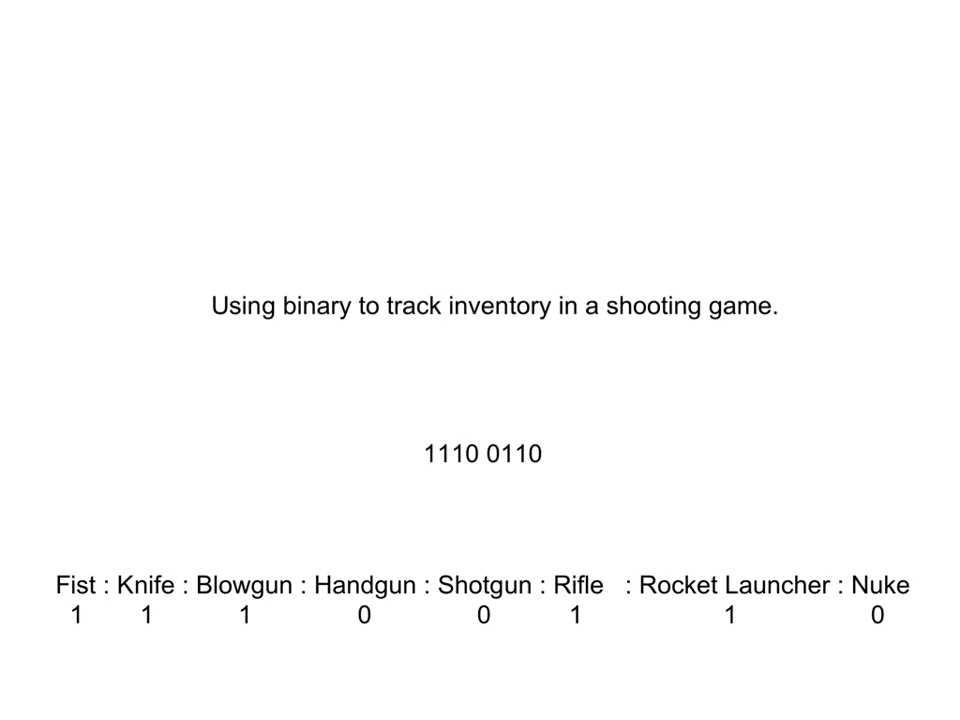 Using binary to track inventory in a shooting game.
1110 0110
Fist : Knife : Blowgun : Handgun : Shotgun : Rifle : Rocket Launcher : Nuke
1 1 1 0 0 1 1 0